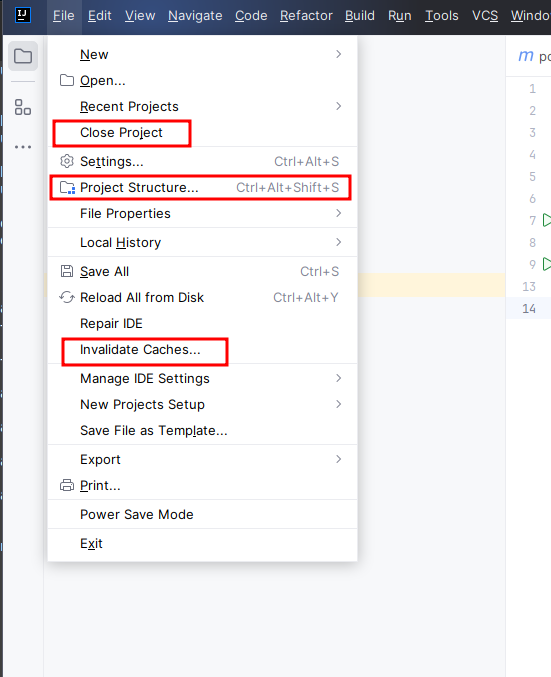 IJ File Edit View Navigate Code Refactor Build Run Tools VCS Windo
New
Open...
Recent Projects
Close Project
Settings... Ctrl+Alt+S
Project Structure... Ctrl+Alt+Shift+S
File Properties
Local History
Save All Ctrl+S
Reload All from Disk Ctrl+Alt+Y
Repair IDE
Invalidate Caches...
Manage IDE Settings
New Projects Setup
Save File as Template...
Export
Print...
Power Save Mode
Exit
m po
1
2
3
4
5
6
7
8
9
13
14